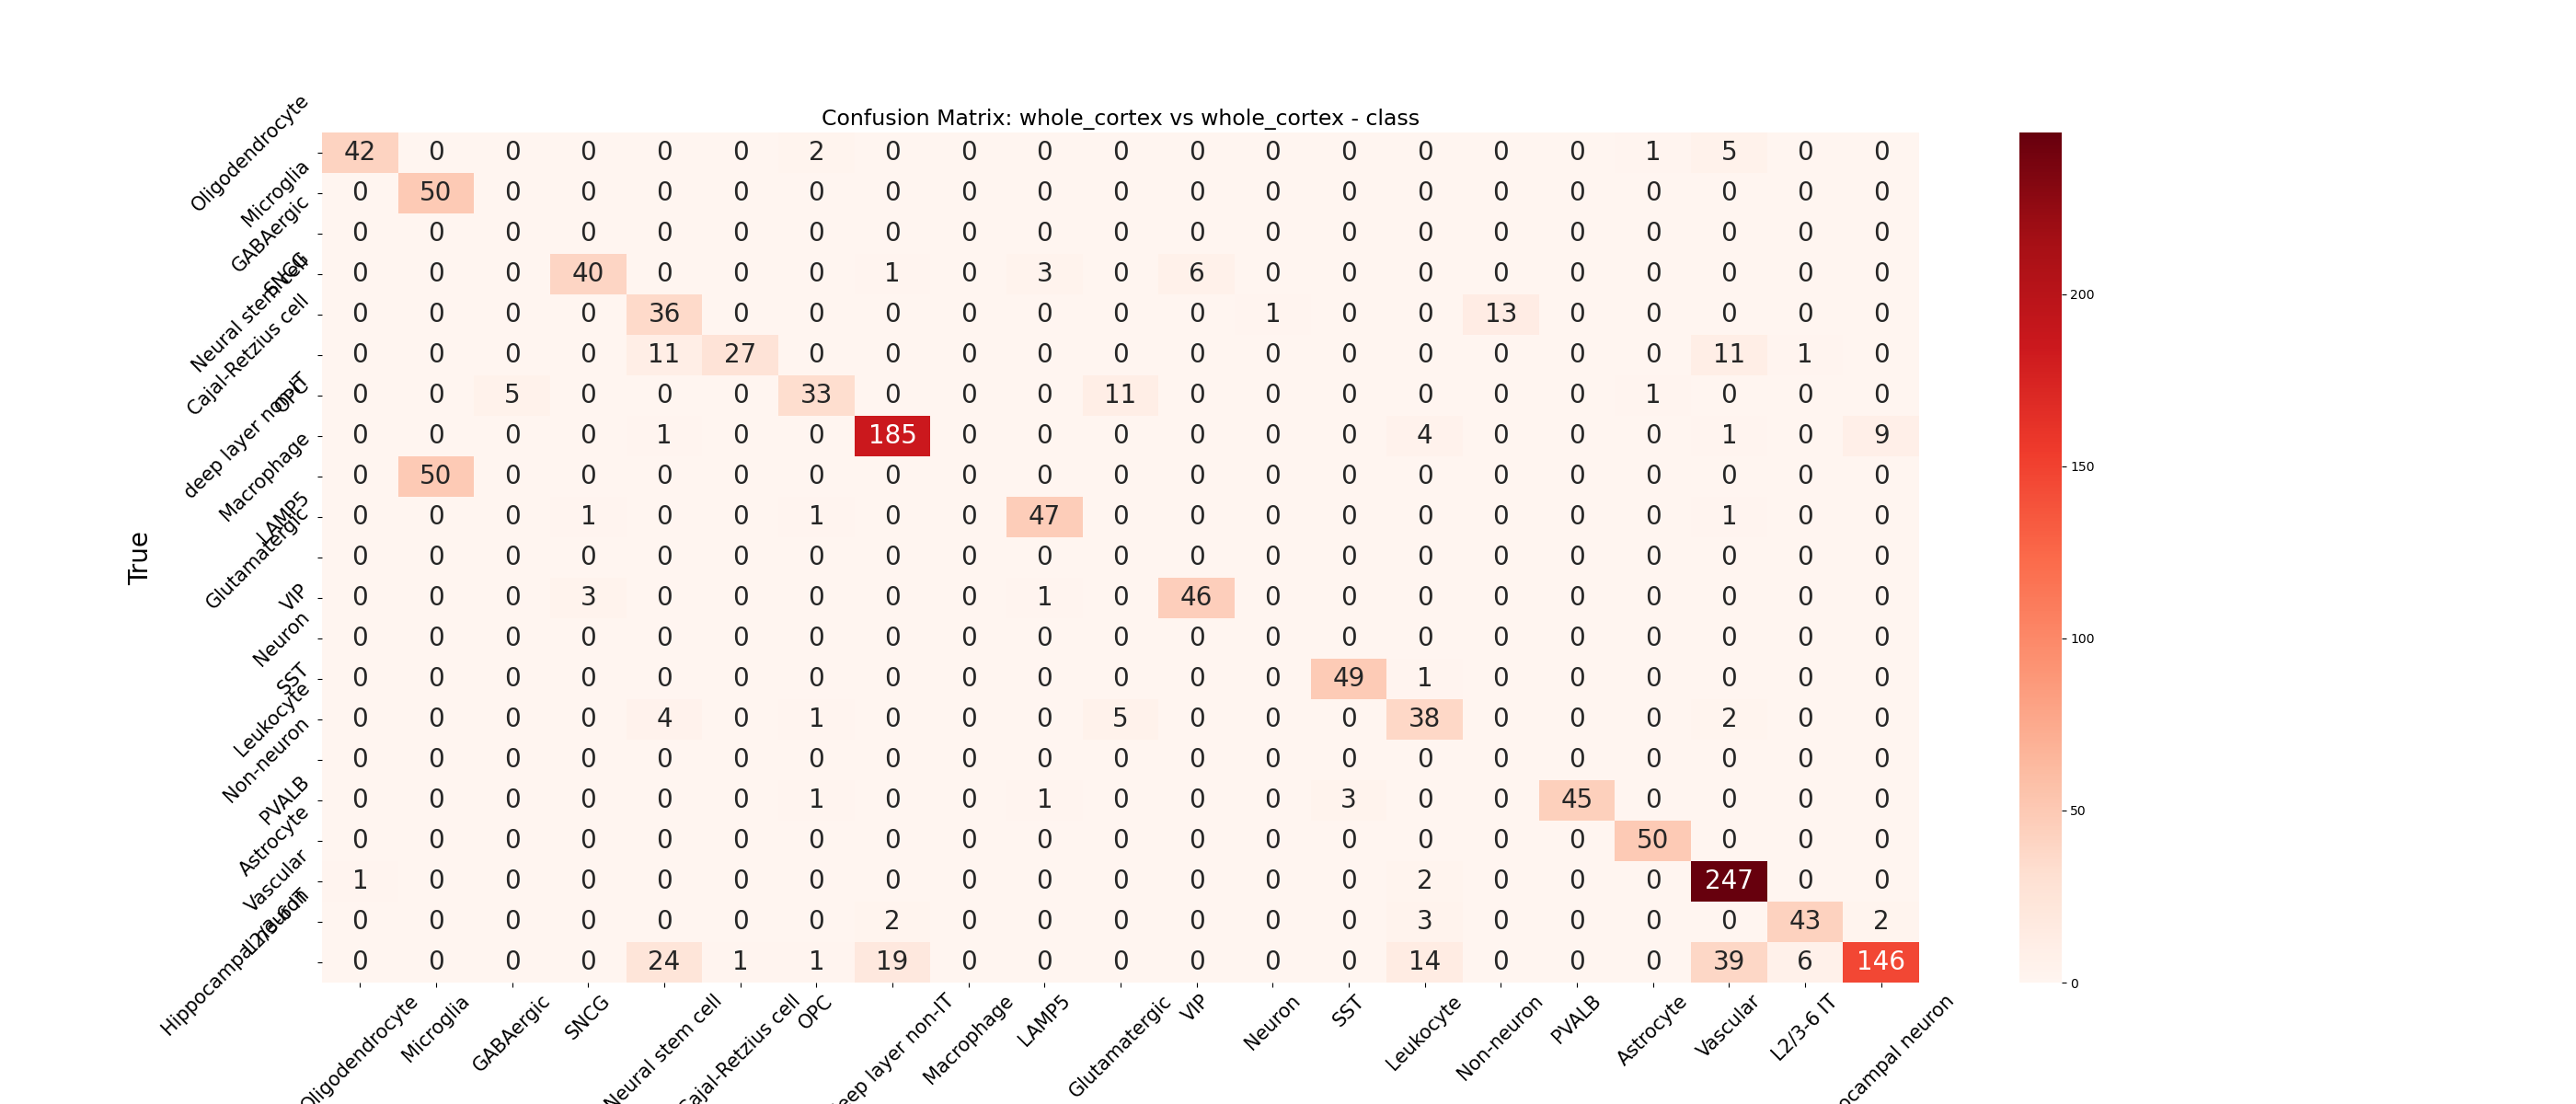 Confusion Matrix: whole_cortex vs whole_cortex - class
True
Oligodendrocyte 42 0 0 0 0 0 2 0 0 0 0 0 0 0 0 0 0 1 5 0 0
Microglia 0 50 0 0 0 0 0 0 0 0 0 0 0 0 0 0 0 0 0 0 0
GABAergic 0 0 0 0 0 0 0 0 0 0 0 0 0 0 0 0 0 0 0 0 0
SNCG 0 0 0 40 0 0 0 1 0 3 0 6 0 0 0 0 0 0 0 0 0
Neural stem cell 0 0 0 0 36 0 0 0 0 0 0 0 1 0 0 13 0 0 0 0 0
Cajal-Retzius cell 0 0 0 0 11 27 0 0 0 0 0 0 0 0 0 0 0 0 11 1 0
OPC 0 0 5 0 0 0 33 0 0 0 11 0 0 0 0 0 0 1 0 0 0
deep layer non-IT 0 0 0 0 1 0 0 185 0 0 0 0 0 0 4 0 0 0 1 0 9
Macrophage 0 50 0 0 0 0 0 0 0 0 0 0 0 0 0 0 0 0 0 0 0
LAMP5 0 0 0 1 0 0 1 0 0 47 0 0 0 0 0 0 0 0 1 0 0
Glutamatergic 0 0 0 0 0 0 0 0 0 0 0 0 0 0 0 0 0 0 0 0 0
VIP 0 0 0 3 0 0 0 0 0 1 0 46 0 0 0 0 0 0 0 0 0
Neuron 0 0 0 0 0 0 0 0 0 0 0 0 0 0 0 0 0 0 0 0 0
SST 0 0 0 0 0 0 0 0 0 0 0 0 0 49 1 0 0 0 0 0 0
Leukocyte 0 0 0 0 4 0 1 0 0 0 5 0 0 0 38 0 0 0 2 0 0
Non-neuron 0 0 0 0 0 0 0 0 0 0 0 0 0 0 0 0 0 0 0 0 0
PVALB 0 0 0 0 0 0 1 0 0 1 0 0 0 3 0 0 45 0 0 0 0
Astrocyte 0 0 0 0 0 0 0 0 0 0 0 0 0 0 0 0 0 50 0 0 0
Vascular 1 0 0 0 0 0 0 0 0 0 0 0 0 0 2 0 0 0 247 0 0
L2/3-6 IT 0 0 0 0 0 0 0 2 0 0 0 0 0 0 3 0 0 0 0 43 2
Hippocampal neuron 0 0 0 0 24 1 1 19 0 0 0 0 0 0 14 0 0 0 39 6 146
Oligodendrocyte
Microglia
GABAergic
SNCG
Neural stem cell
Cajal-Retzius cell
OPC
eep layer non-IT
Macrophage
LAMP5
Glutamatergic
VIP
Neuron
SST
Leukocyte
Non-neuron
PVALB
Astrocyte
Vascular
L2/3-6 IT
ocampal neuron
200
150
100
50
0